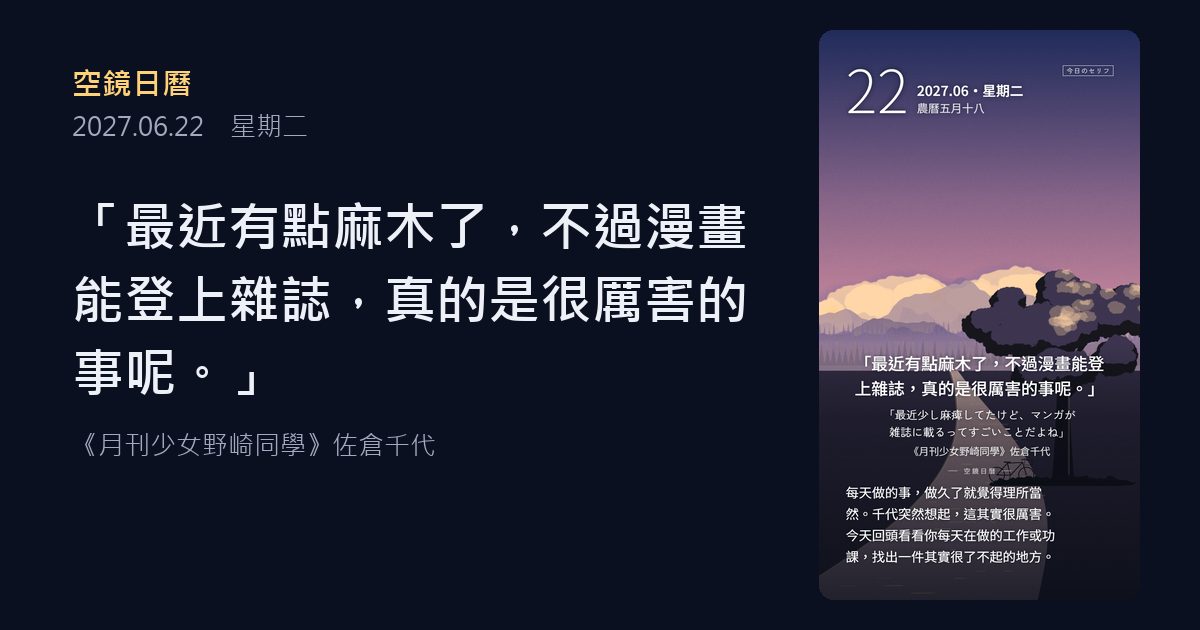 空鏡日曆
2027.06.22　星期二
「最近有點麻木了，不過漫畫
能登上雜誌，真的是很厲害的
事呢。」
《月刊少女野崎同學》佐倉千代
22
2027.06・星期二
農曆五月十八
今日のセリフ
「最近有點麻木了，不過漫畫能登
上雜誌，真的是很厲害的事呢。」
「最近少し麻痺してたけど、マンガが
雑誌に載るってすごいことだよね」
《月刊少女野崎同學》佐倉千代
— 空鏡日曆
每天做的事，做久了就覺得理所當
然。千代突然想起，這其實很厲害。
今天回頭看看你每天在做的工作或功
課，找出一件其實很了不起的地方。